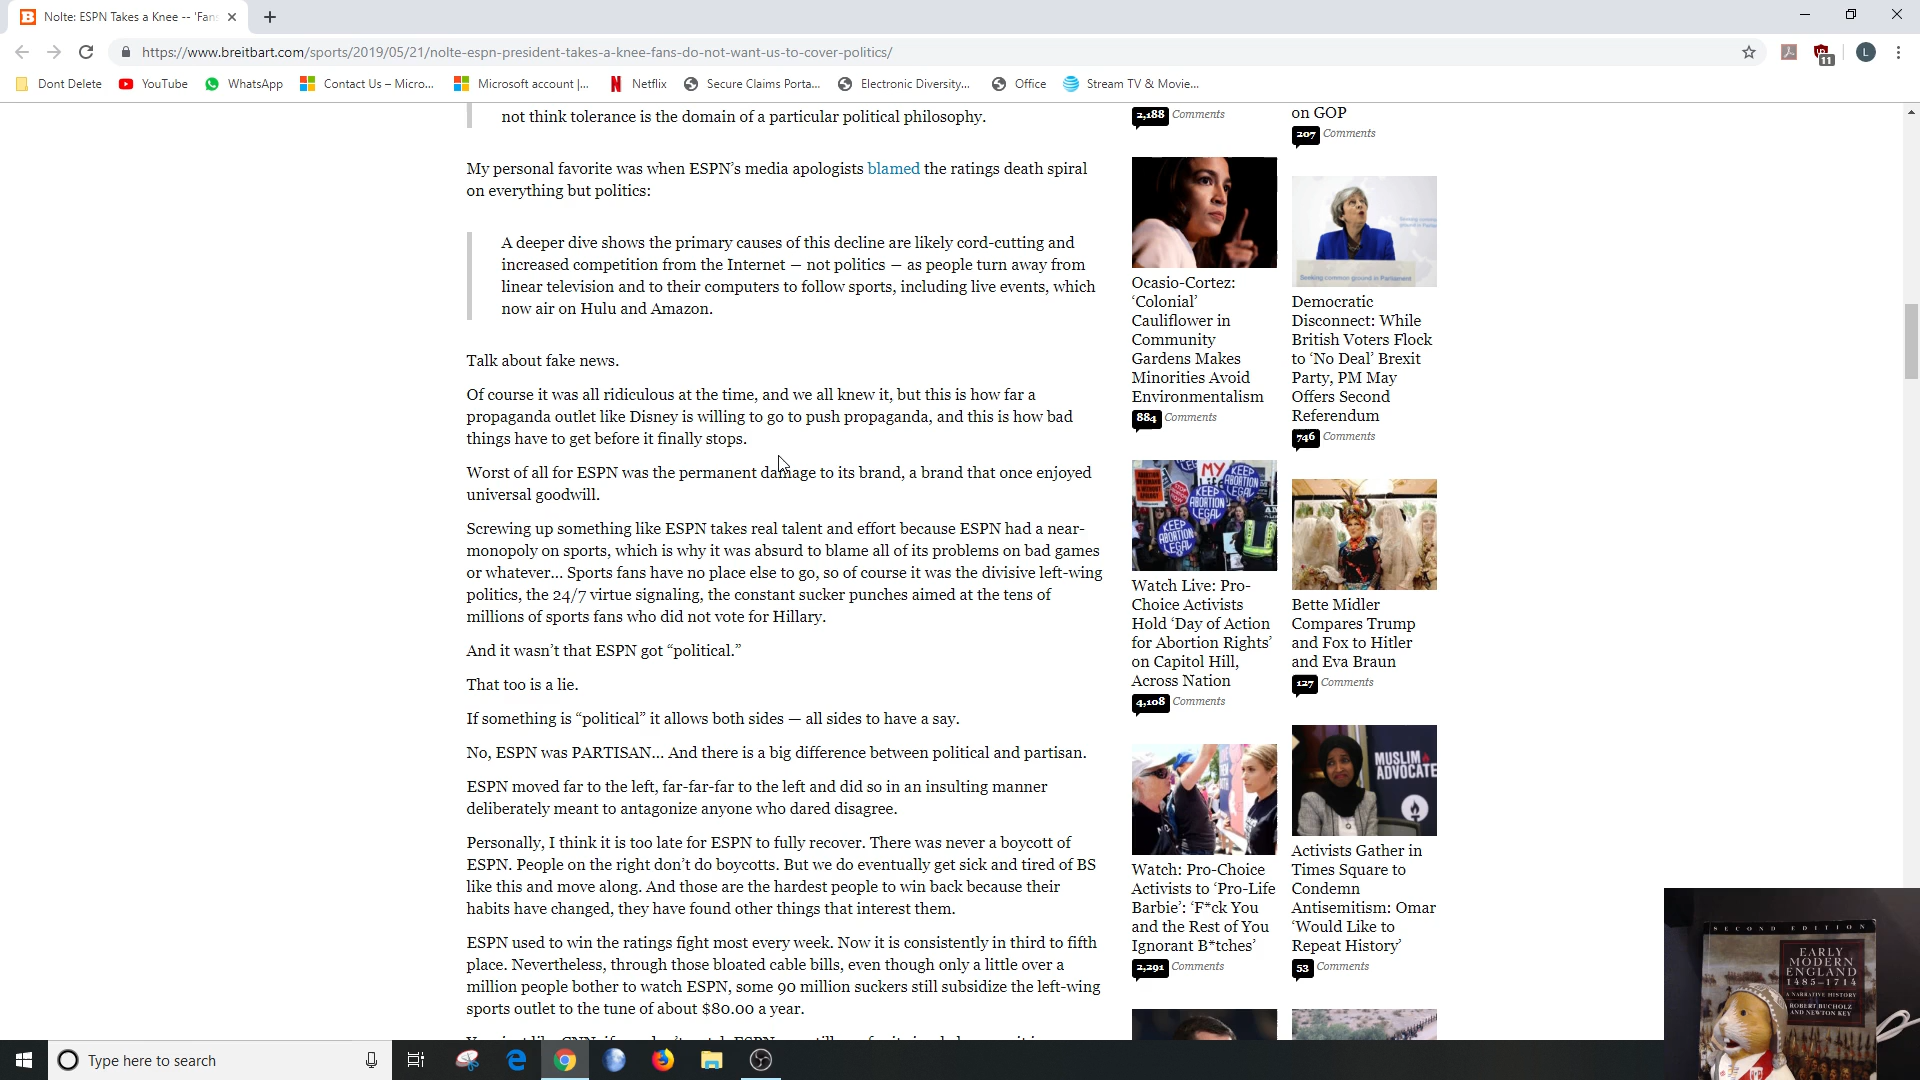 Nolte: ESPN Takes a Knee -- 'Fan
https://www.breitbart.com/sports/2019/05/21/nolte-espn-president-takes-a-knee-fans-do-not-want-us-to-cover-politics/
11
L
Dont Delete
YouTube
WhatsApp
Contact Us – Micro...
Microsoft account |...
Netflix
Secure Claims Porta...
Electronic Diversity...
Office
Stream TV & Movie...
not think tolerance is the domain of a particular political philosophy.
My personal favorite was when ESPN’s media apologists blamed the ratings death spiral
on everything but politics:
A deeper dive shows the primary causes of this decline are likely cord-cutting and
increased competition from the Internet — not politics — as people turn away from
linear television and to their computers to follow sports, including live events, which
now air on Hulu and Amazon.
Talk about fake news.
Of course it was all ridiculous at the time, and we all knew it, but this is how far a
propaganda outlet like Disney is willing to go to push propaganda, and this is how bad
things have to get before it finally stops.
Worst of all for ESPN was the permanent damage to its brand, a brand that once enjoyed
universal goodwill.
Screwing up something like ESPN takes real talent and effort because ESPN had a near-
monopoly on sports, which is why it was absurd to blame all of its problems on bad games
or whatever… Sports fans have no place else to go, so of course it was the divisive left-wing
politics, the 24/7 virtue signaling, the constant sucker punches aimed at the tens of
millions of sports fans who did not vote for Hillary.
And it wasn’t that ESPN got “political.”
That too is a lie.
If something is “political” it allows both sides — all sides to have a say.
No, ESPN was PARTISAN… And there is a big difference between political and partisan.
ESPN moved far to the left, far-far-far to the left and did so in an insulting manner
deliberately meant to antagonize anyone who dared disagree.
Personally, I think it is too late for ESPN to fully recover. There was never a boycott of
ESPN. People on the right don’t do boycotts. But we do eventually get sick and tired of BS
like this and move along. And those are the hardest people to win back because their
habits have changed, they have found other things that interest them.
ESPN used to win the ratings fight most every week. Now it is consistently in third to fifth
place. Nevertheless, through those bloated cable bills, even though only a little over a
million people bother to watch ESPN, some 90 million suckers still subsidize the left-wing
sports outlet to the tune of about $80.00 a year.
2,188 Comments
Ocasio-Cortez:
‘Colonial’
Cauliflower in
Community
Gardens Makes
Minorities Avoid
Environmentalism
884 Comments
MY
KEEP ABORTION LEGAL
KEEP ABORTION LEGAL
KEEP ABORTION LEGAL
Watch Live: Pro-
Choice Activists
Hold ‘Day of Action
for Abortion Rights’
on Capitol Hill,
Across Nation
4,108 Comments
Watch: Pro-Choice
Activists to ‘Pro-Life
Barbie’: ‘F*ck You
and the Rest of You
Ignorant B*tches’
2,291 Comments
on GOP
207 Comments
Seeking common ground in Parliament
Democratic
Disconnect: While
British Voters Flock
to ‘No Deal’ Brexit
Party, PM May
Offers Second
Referendum
746 Comments
Bette Midler
Compares Trump
and Fox to Hitler
and Eva Braun
127 Comments
MUSLIM
ADVOCATE
Activists Gather in
Times Square to
Condemn
Antisemitism: Omar
‘Would Like to
Repeat History’
53 Comments
SECOND EDITION
EARLY
MODERN
ENGLAND
1485–1714
A NARRATIVE HISTORY
ROBERT BUCHOLZ
AND NEWTON KEY
Type here to search